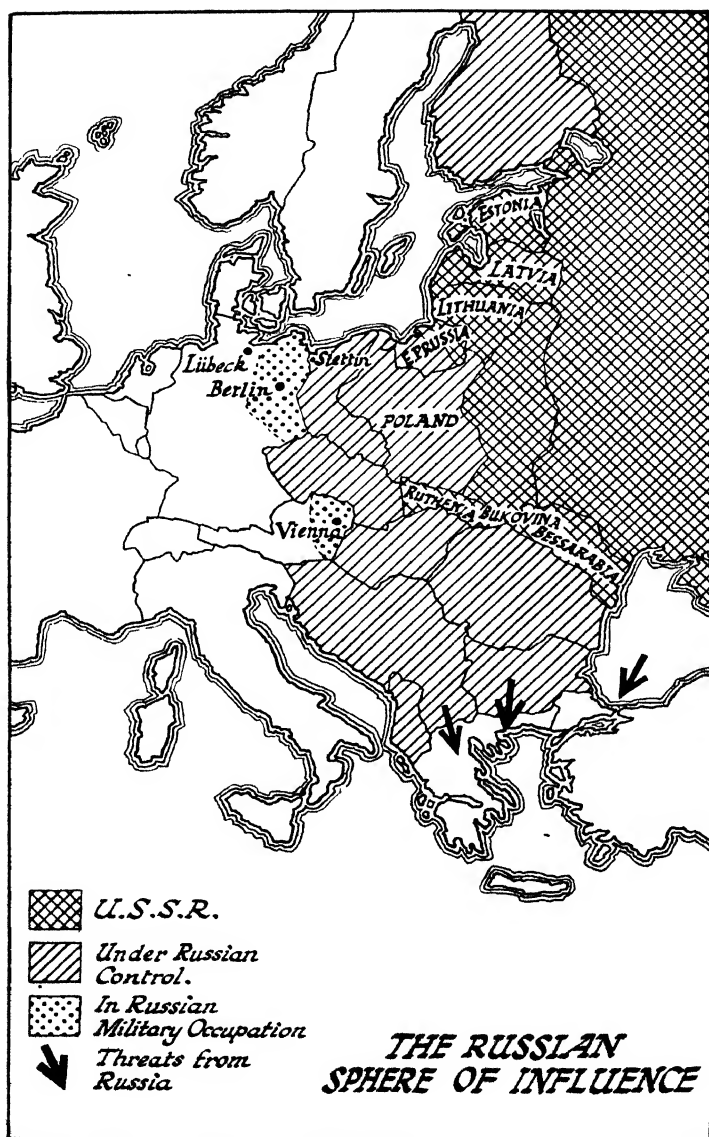 ESTONIA
LATVIA
LITHUANIA
E. PRUSSIA
Lübeck
Stettin
Berlin
POLAND
RUTHENIA
BUKOVINA
BESSARABIA
Vienna
U.S.S.R.
Under Russian
Control.
In Russian
Military Occupation
Threats from
Russia
THE RUSSIAN
SPHERE OF INFLUENCE